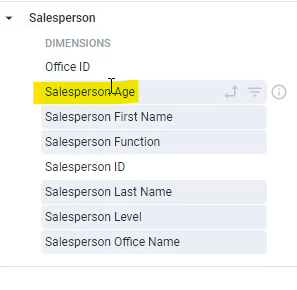 Salesperson
DIMENSIONS
Office ID
Salesperson Age
Salesperson First Name
Salesperson Function
Salesperson ID
Salesperson Last Name
Salesperson Level
Salesperson Office Name